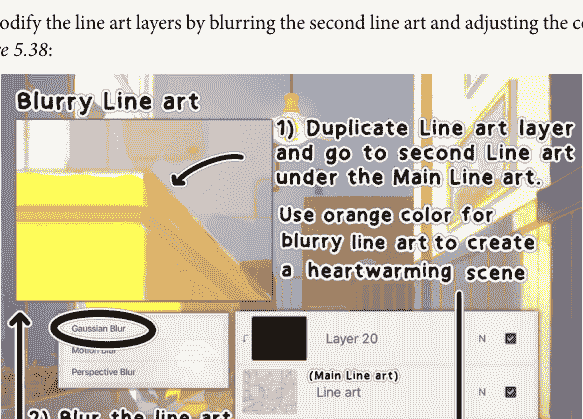 odify the line art layers by blurring the second line art and adjusting the
e 5.38:
Blurry Line art
1) Duplicate Line art layer
and go to second Line art
under the Main Line art.
Use orange color for
blurry line art to create
a heartwarming scene
Gaussian Blur
Motion Blur
Perspective Blur
Layer 20 N
(Main Line art)
Line art N
2) Blur the line art